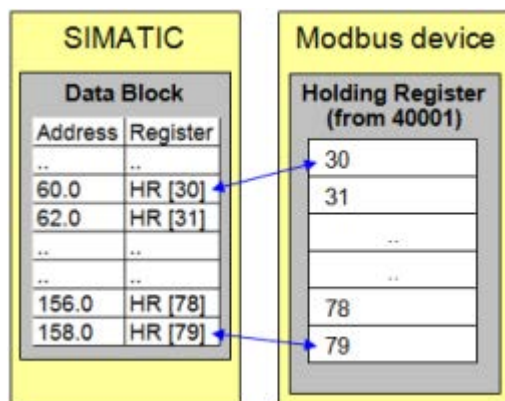 SIMATIC
Data Block
Address Register
.. ..
60.0 HR [30]
62.0 HR [31]
.. ..
.. ..
156.0 HR [78]
158.0 HR [79]
Modbus device
Holding Register
(from 40001)
30
31
..
..
78
79